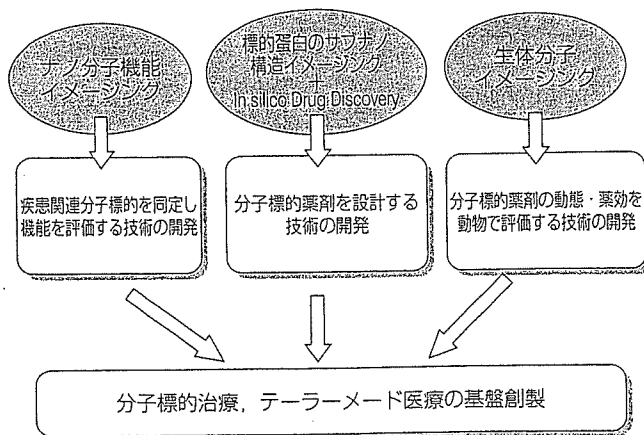 ナノ分子機能
イメージング
標的蛋白のサブナノ
構造イメージング
+
In silico Drug Discovery
生体分子
イメージング
疾患関連分子標的を同定し
機能を評価する技術の開発
分子標的薬剤を設計する
技術の開発
分子標的薬剤の動態・薬効を
動物で評価する技術の開発
分子標的治療，テーラーメード医療の基盤創製